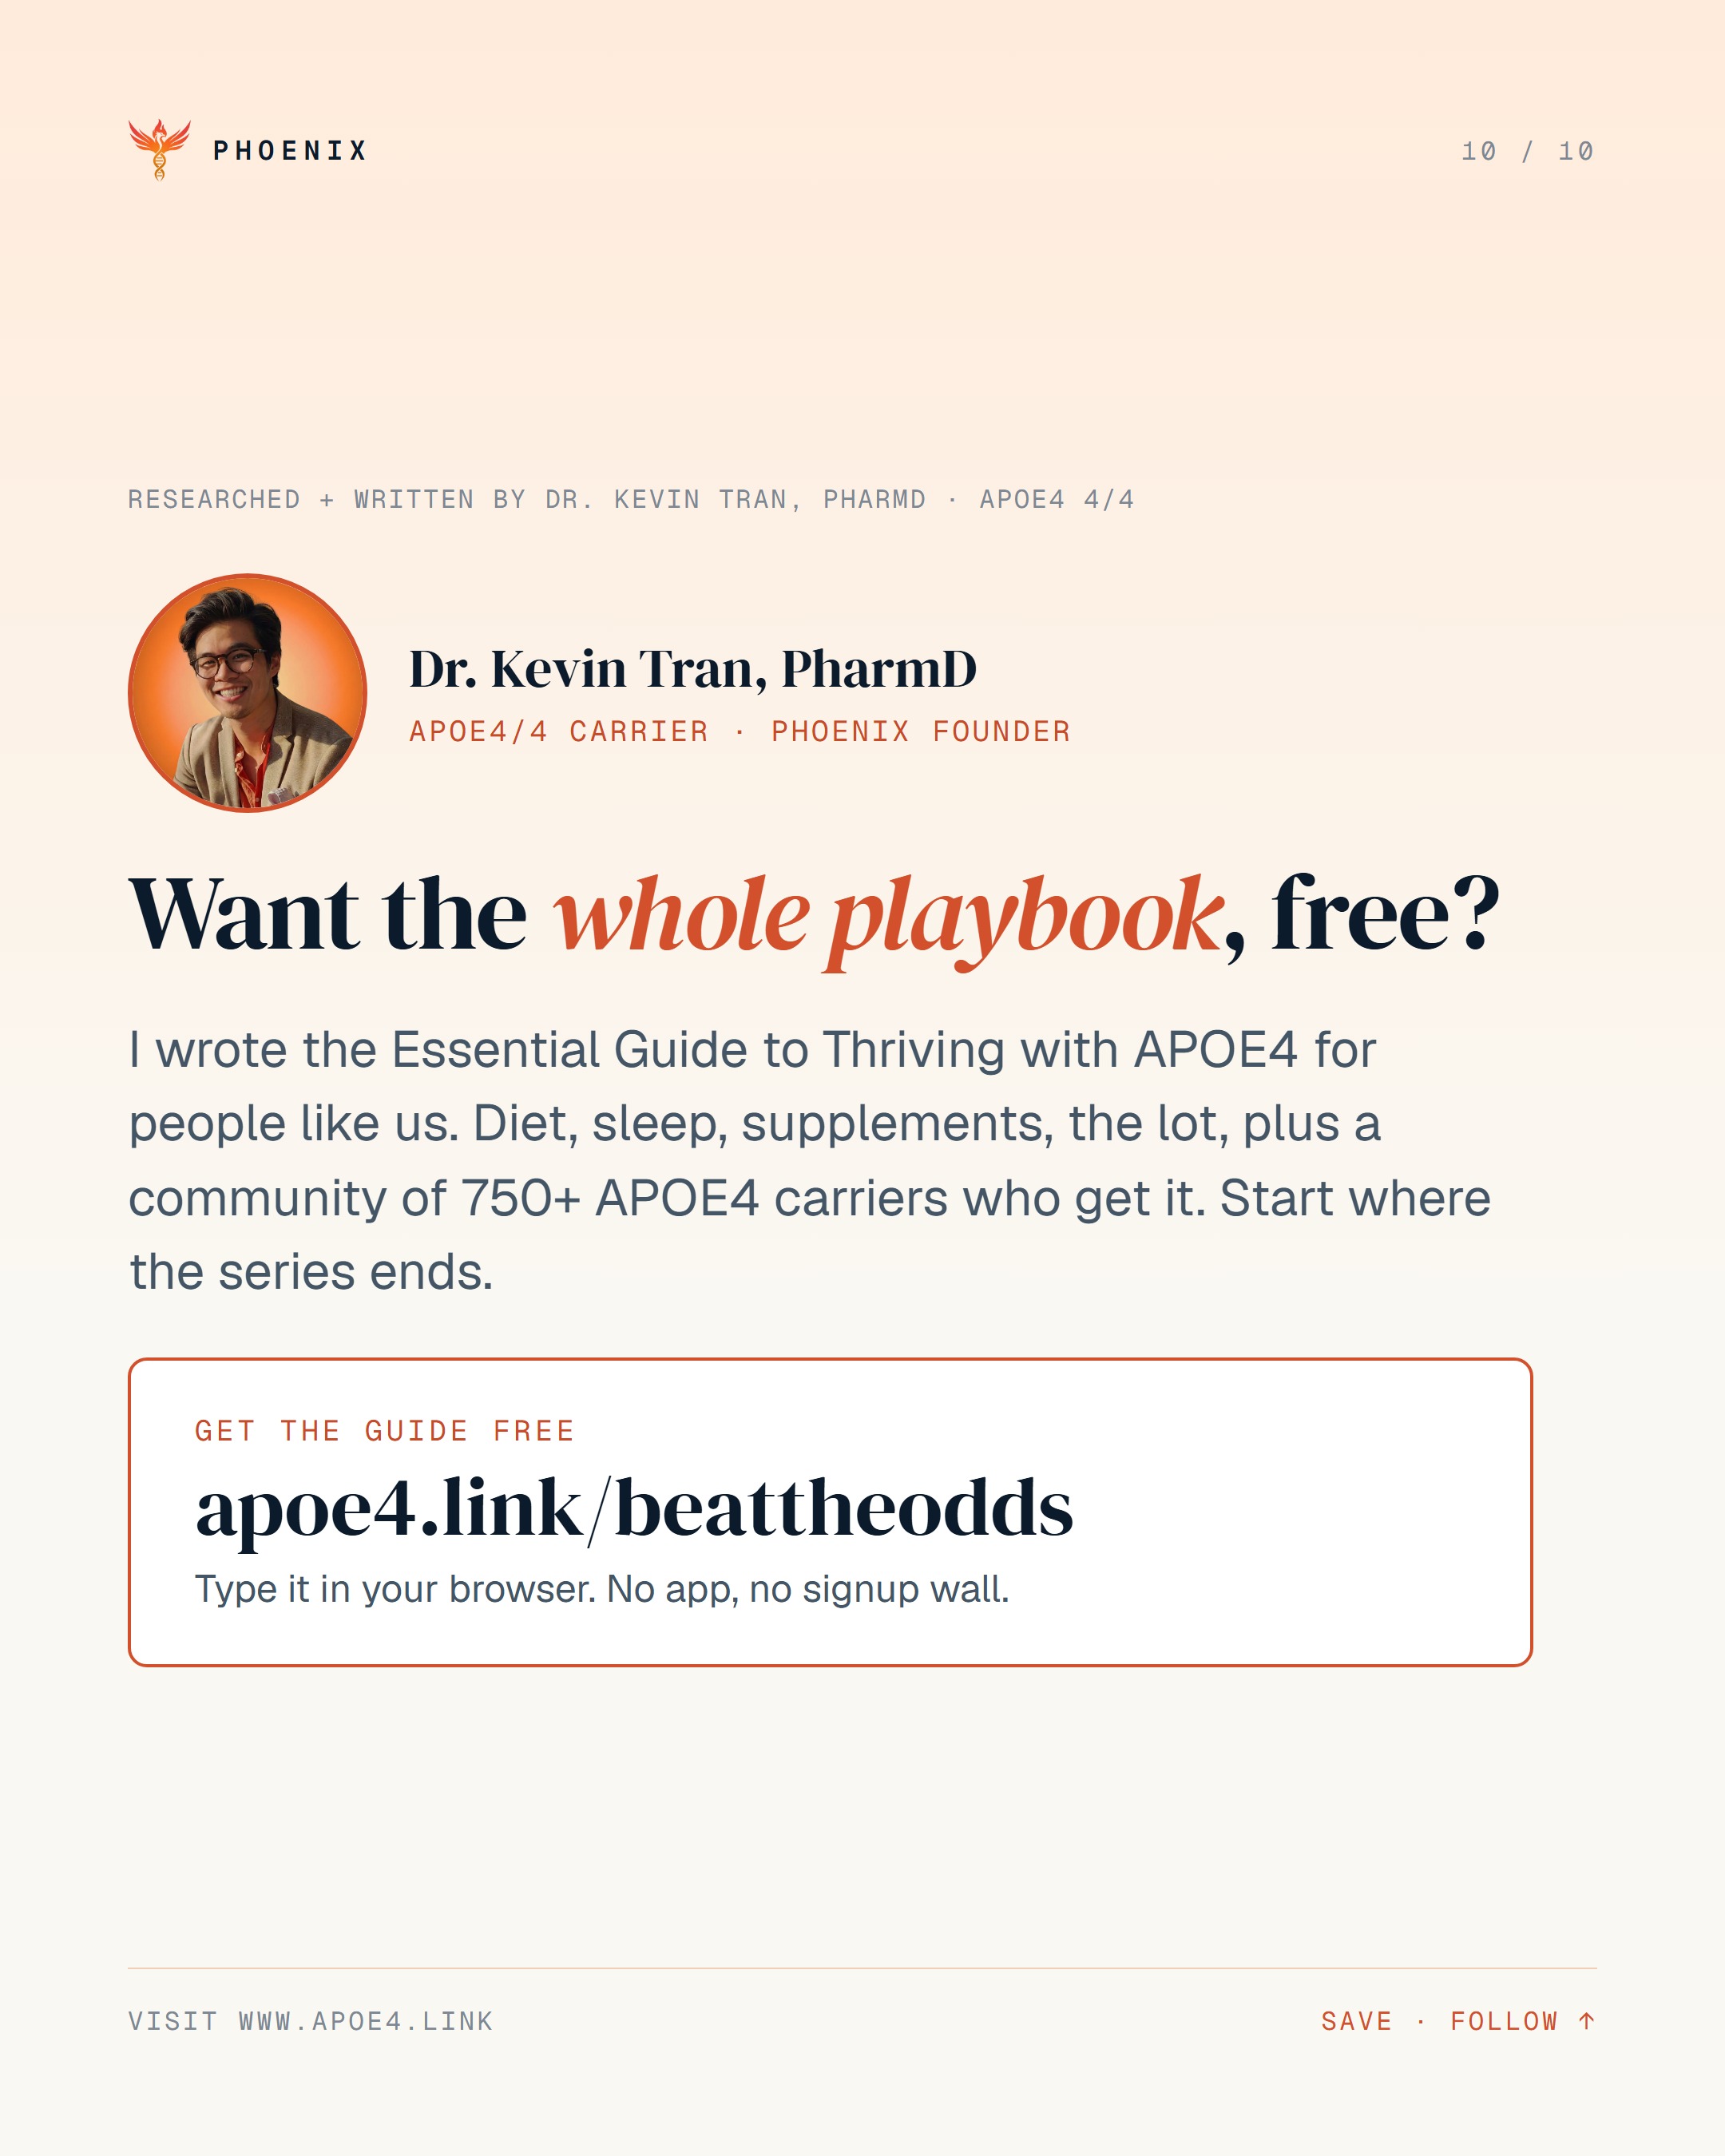 PHOENIX
10 / 10
RESEARCHED + WRITTEN BY DR. KEVIN TRAN, PHARMD · APOE4 4/4
Dr. Kevin Tran, PharmD
APOE4/4 CARRIER · PHOENIX FOUNDER
Want the whole playbook, free?
I wrote the Essential Guide to Thriving with APOE4 for
people like us. Diet, sleep, supplements, the lot, plus a
community of 750+ APOE4 carriers who get it. Start where
the series ends.
GET THE GUIDE FREE
apoe4.link/beattheodds
Type it in your browser. No app, no signup wall.
VISIT WWW.APOE4.LINK
SAVE · FOLLOW ↑